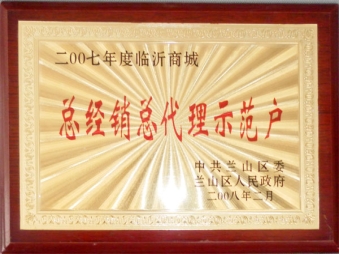 二00七年度临沂商城
总经销总代理示范户
中共兰山区委
兰山区人民政府
二00八年二月